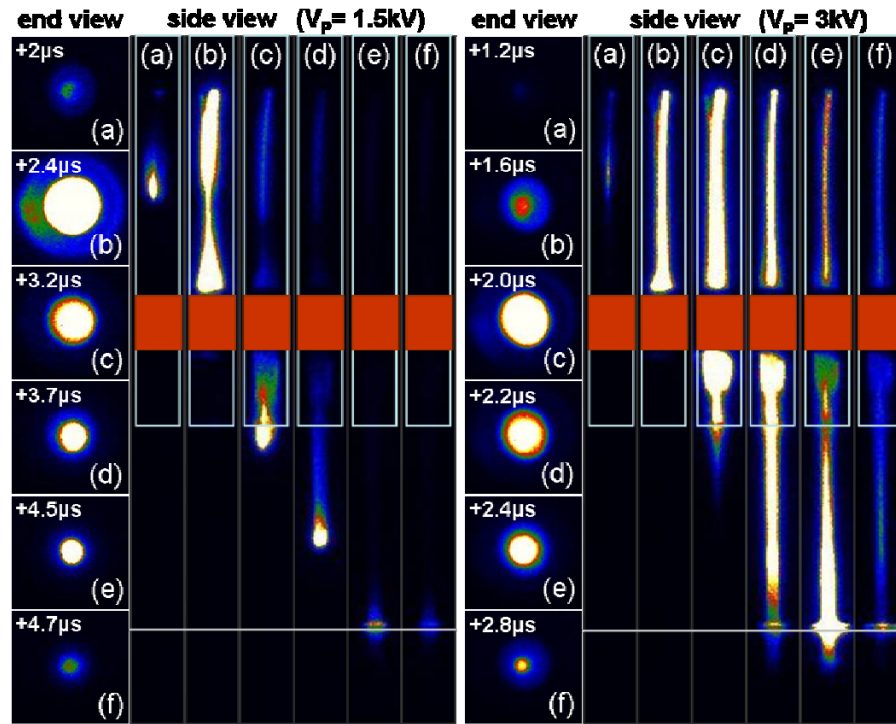 end view side view (Vp= 1.5kV)
+2µs
(a)
+2.4µs
(b)
+3.2µs
(c)
+3.7µs
(d)
+4.5µs
(e)
+4.7µs
(f)
(a) (b) (c) (d) (e) (f)
end view side view (Vp= 3kV)
+1.2µs
(a)
+1.6µs
(b)
+2.0µs
(c)
+2.2µs
(d)
+2.4µs
(e)
+2.8µs
(f)
(a) (b) (c) (d) (e) (f)